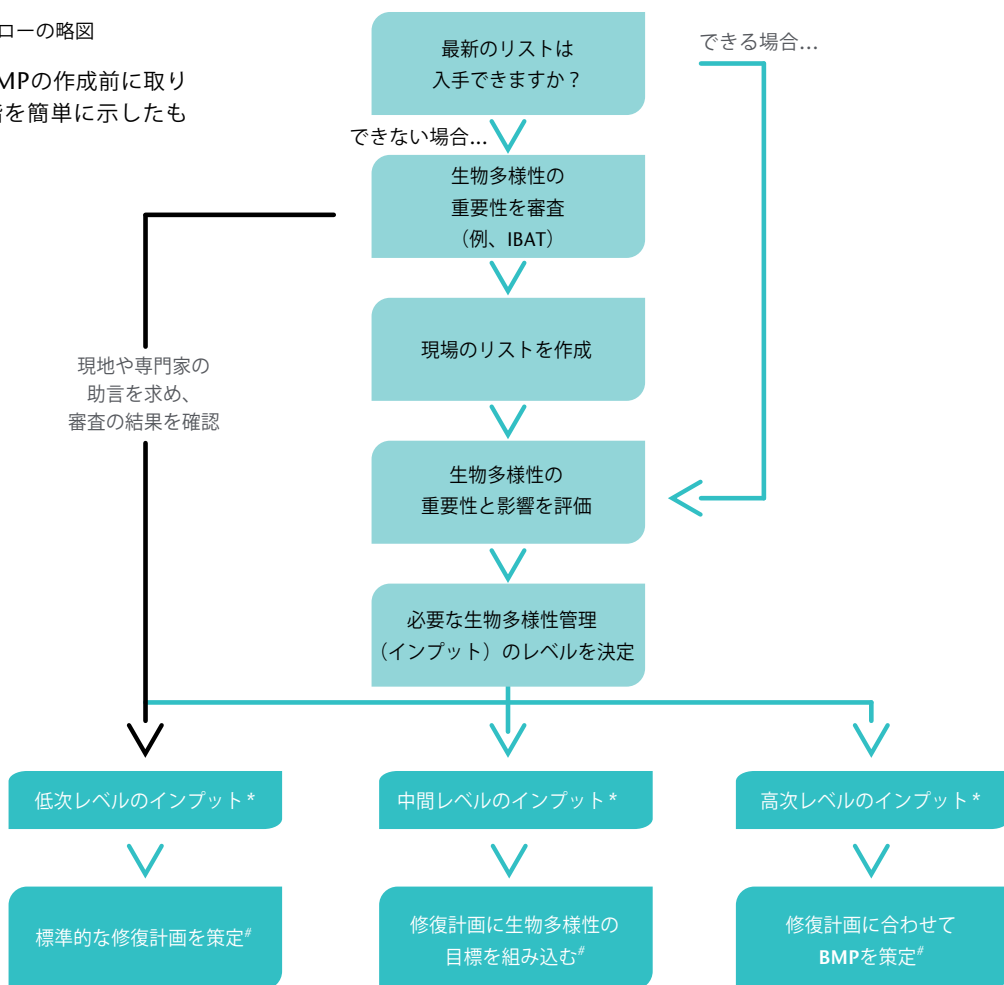 ローの略図
MPの作成前に取り
階を簡単に示したも
最新のリストは
入手できますか？
できる場合...
できない場合...
生物多様性の
重要性を審査
（例、IBAT）
現場のリストを作成
現地や専門家の
助言を求め、
審査の結果を確認
生物多様性の
重要性と影響を評価
必要な生物多様性管理
（インプット）のレベルを決定
低次レベルのインプット*
中間レベルのインプット*
高次レベルのインプット*
標準的な修復計画を策定#
修復計画に生物多様性の
目標を組み込む#
修復計画に合わせて
BMPを策定#